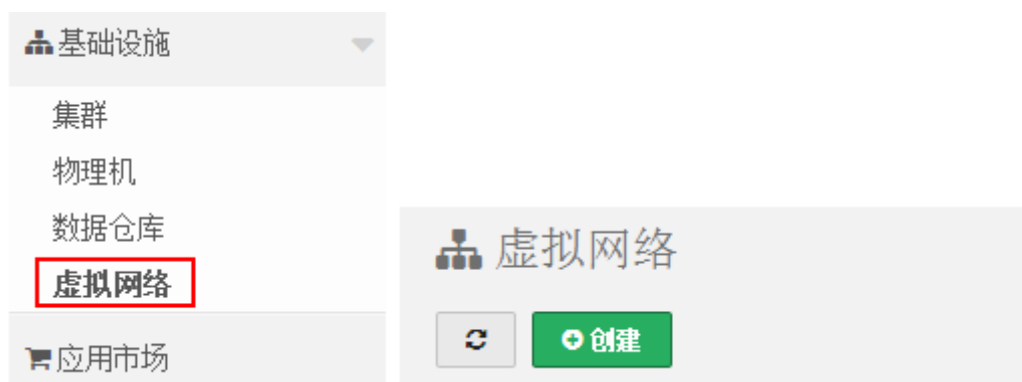 基础设施
集群
物理机
数据仓库
虚拟网络
应用市场
虚拟网络
创建